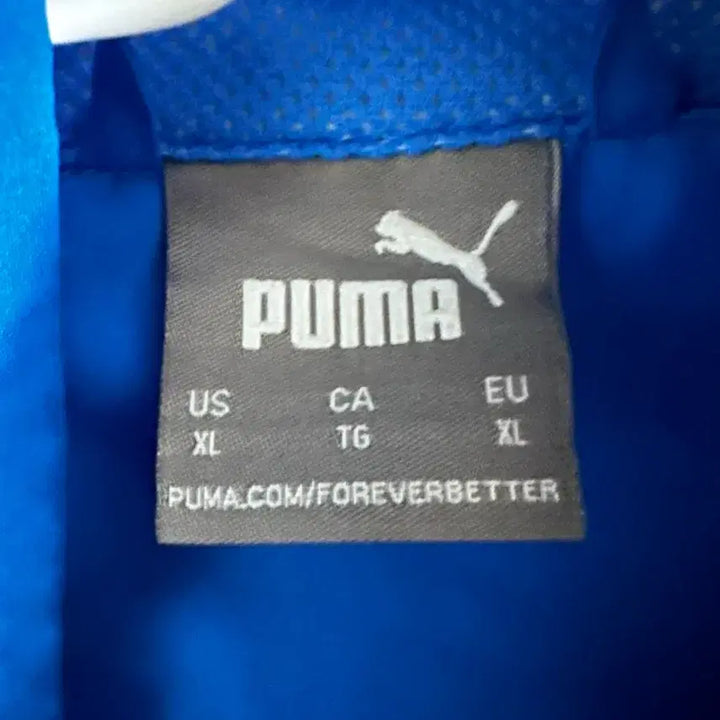 PUMA
US CA EU
XL TG XL
PUMA.COM/FOREVERBETTER